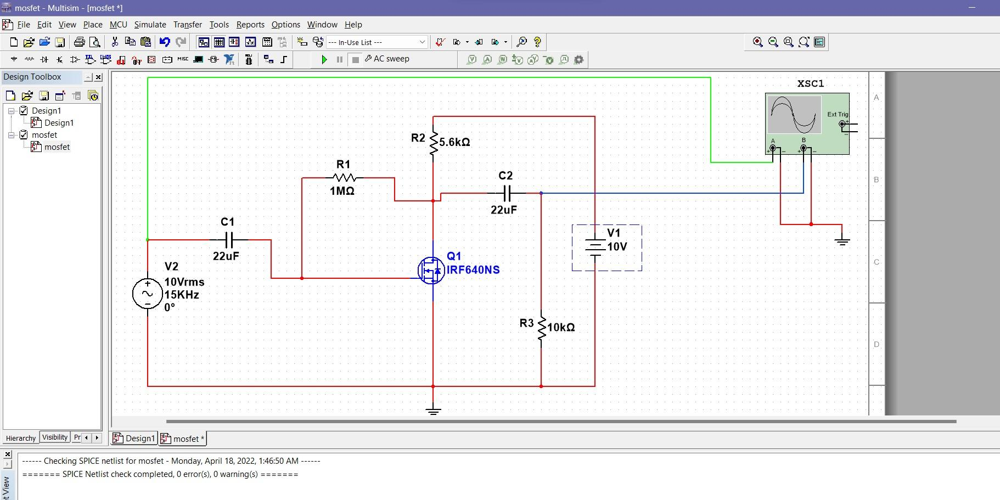 mosfet - Multisim - [mosfet *]
File Edit View Place MCU Simulate Transfer Tools Reports Options Window Help
--- In-Use List ---
MISC
AC sweep
Design Toolbox
Design1
Design1
mosfet
mosfet
Hierarchy Visibility Pr
XSC1
Ext Trig
A
B
R2
5.6kΩ
R1
1MΩ
C2
22uF
C1
22uF
V1
10V
Q1
IRF640NS
V2
10Vrms
15KHz
0°
R3
10kΩ
A
B
C
D
Design1
mosfet *
------ Checking SPICE netlist for mosfet - Monday, April 18, 2022, 1:46:50 AM ------
======= SPICE Netlist check completed, 0 error(s), 0 warning(s) =======
t View